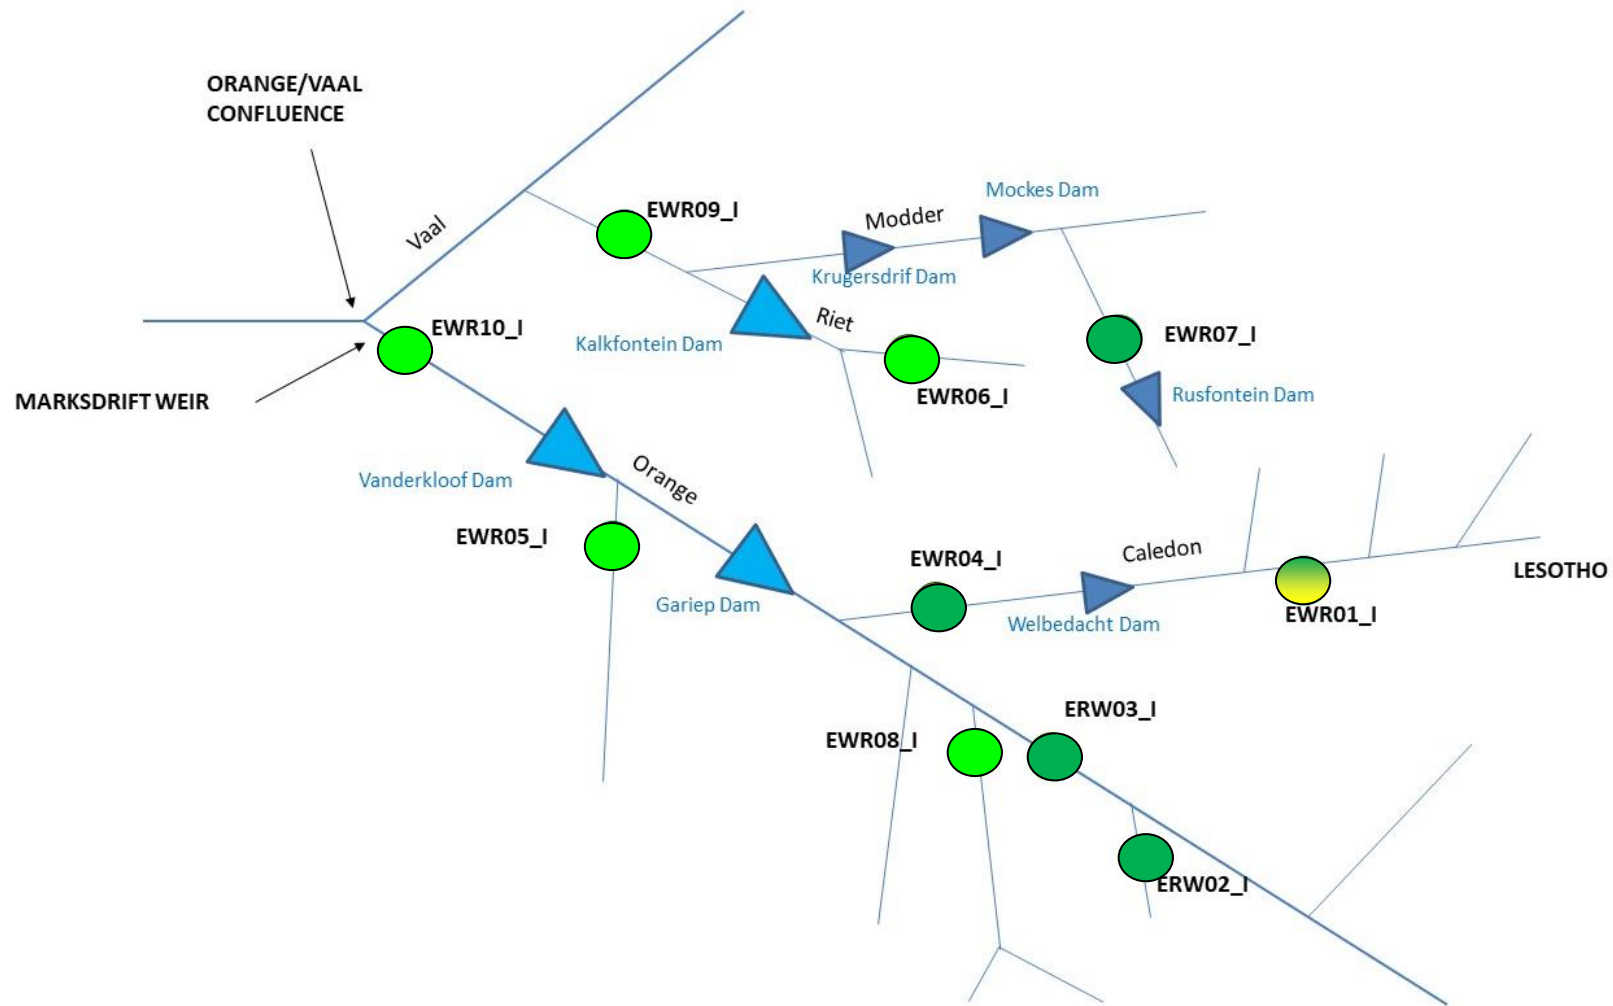 ORANGE/VAAL
CONFLUENCE
Vaal
EWR09_I
Modder
Mockes Dam
Krugersdrif Dam
EWR10_I
Kalkfontein Dam
Riet
EWR07_I
MARKSDRIFT WEIR
EWR06_I
Rusfontein Dam
Vanderkloof Dam
Orange
EWR05_I
EWR04_I
Caledon
LESOTHO
Gariep Dam
Welbedacht Dam
EWR01_I
EWR08_I
ERW03_I
ERW02_I